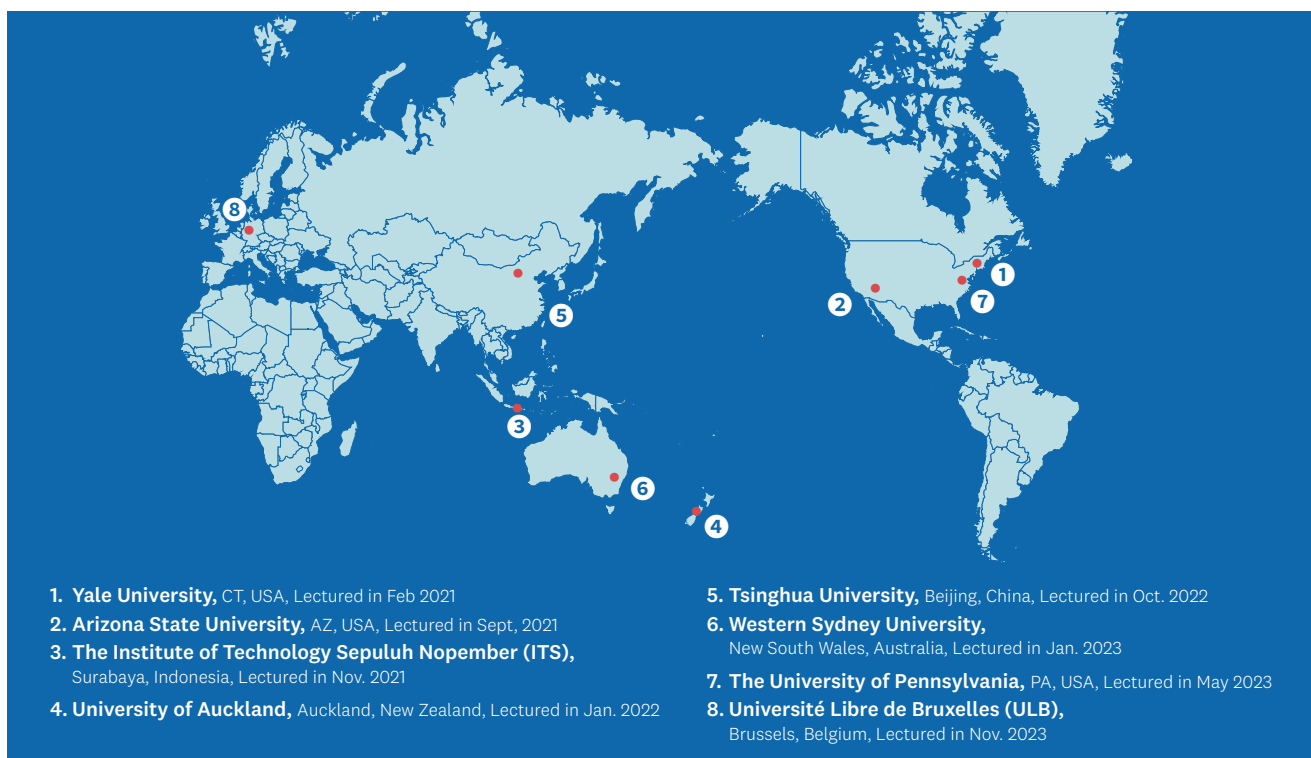 8
1
2
7
5
3
6
4
1. Yale University, CT, USA, Lectured in Feb 2021
2. Arizona State University, AZ, USA, Lectured in Sept, 2021
3. The Institute of Technology Sepuluh Nopember (ITS),
Surabaya, Indonesia, Lectured in Nov. 2021
4. University of Auckland, Auckland, New Zealand, Lectured in Jan. 2022
5. Tsinghua University, Beijing, China, Lectured in Oct. 2022
6. Western Sydney University,
New South Wales, Australia, Lectured in Jan. 2023
7. The University of Pennsylvania, PA, USA, Lectured in May 2023
8. Université Libre de Bruxelles (ULB),
Brussels, Belgium, Lectured in Nov. 2023